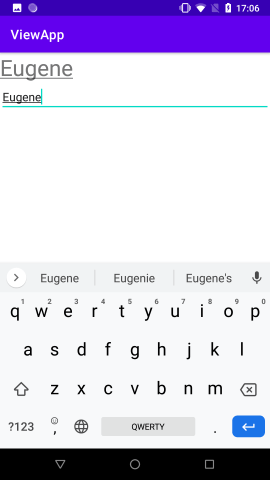 17:06
ViewApp
Eugene
Eugene
Eugene Eugenie Eugene's
1 2 3 4 5 6 7 8 9 0
q w e r t y u i o p
a s d f g h j k l
z x c v b n m
?123 , QWERTY .